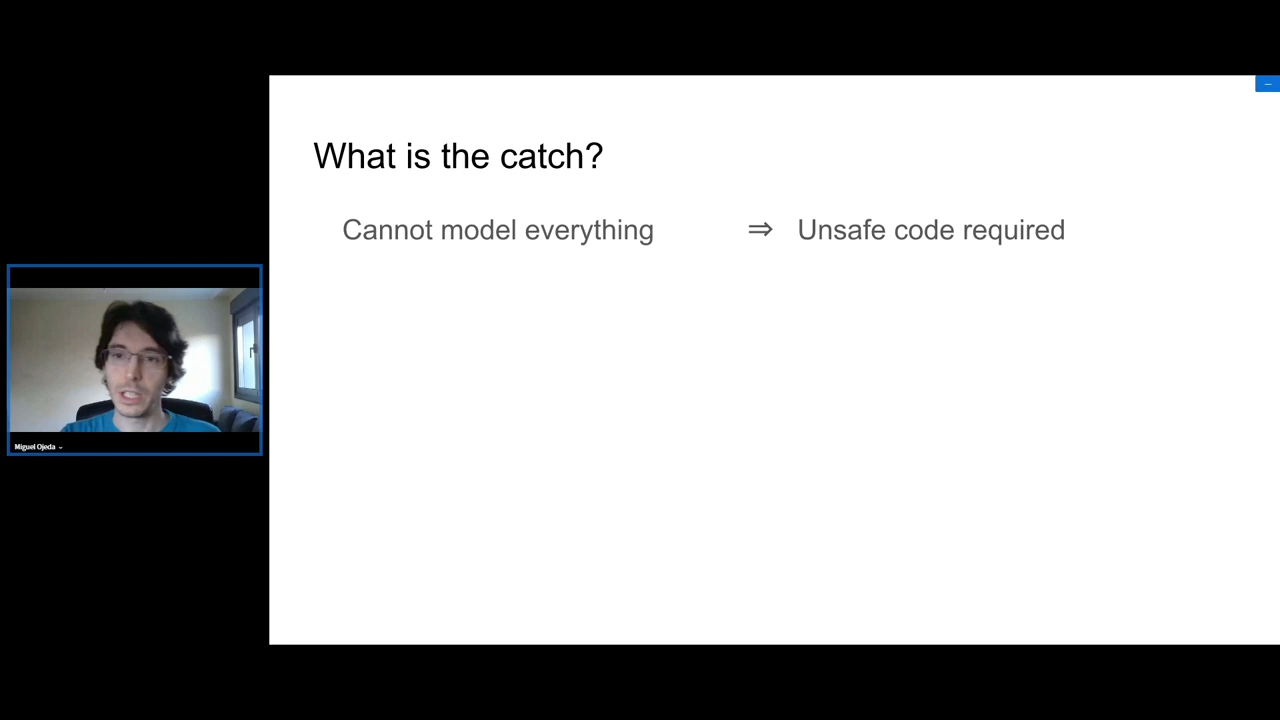 What is the catch?
Cannot model everything ⇒ Unsafe code required
Miguel Ojeda